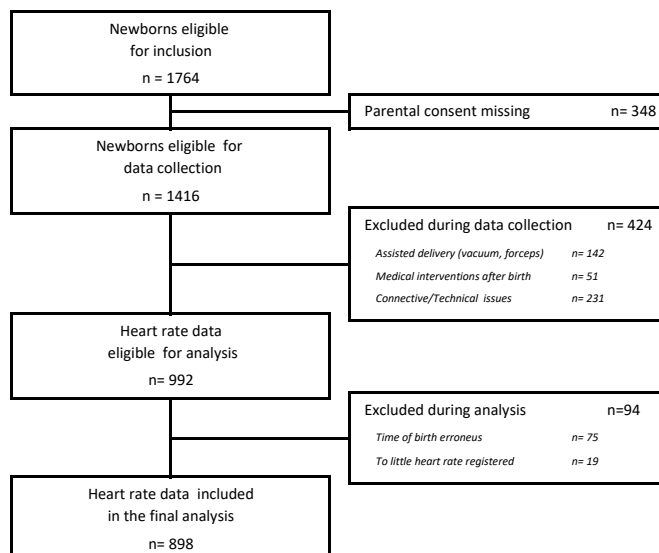 Newborns eligible
for inclusion
n = 1764
Parental consent missing n= 348
Newborns eligible for
data collection
n = 1416
Excluded during data collection n= 424
Assisted delivery (vacuum, forceps) n= 142
Medical interventions after birth n= 51
Connective/Technical issues n= 231
Heart rate data
eligible for analysis
n= 992
Excluded during analysis n=94
Time of birth erroneus n= 75
To little heart rate registered n= 19
Heart rate data included
in the final analysis
n= 898